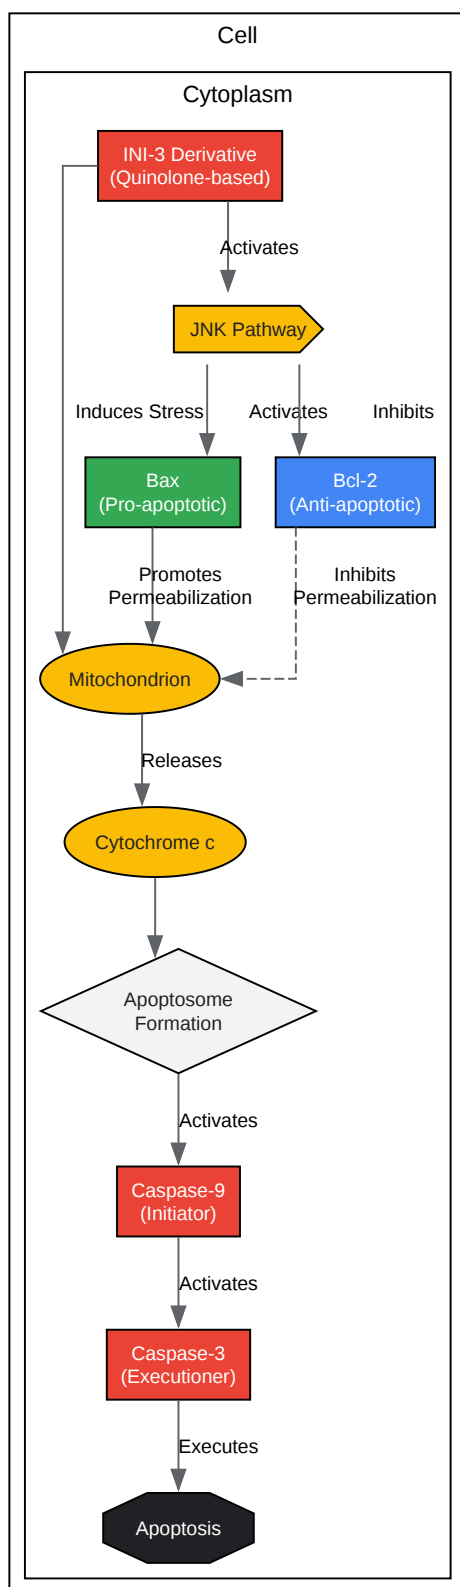 Cell
Cytoplasm
INI-3 Derivative
(Quinolone-based)
Activates
JNK Pathway
Induces Stress
Activates
Inhibits
Bax
(Pro-apoptotic)
Bcl-2
(Anti-apoptotic)
Promotes
Permeabilization
Inhibits
Permeabilization
Mitochondrion
Releases
Cytochrome c
Apoptosome
Formation
Activates
Caspase-9
(Initiator)
Activates
Caspase-3
(Executioner)
Executes
Apoptosis